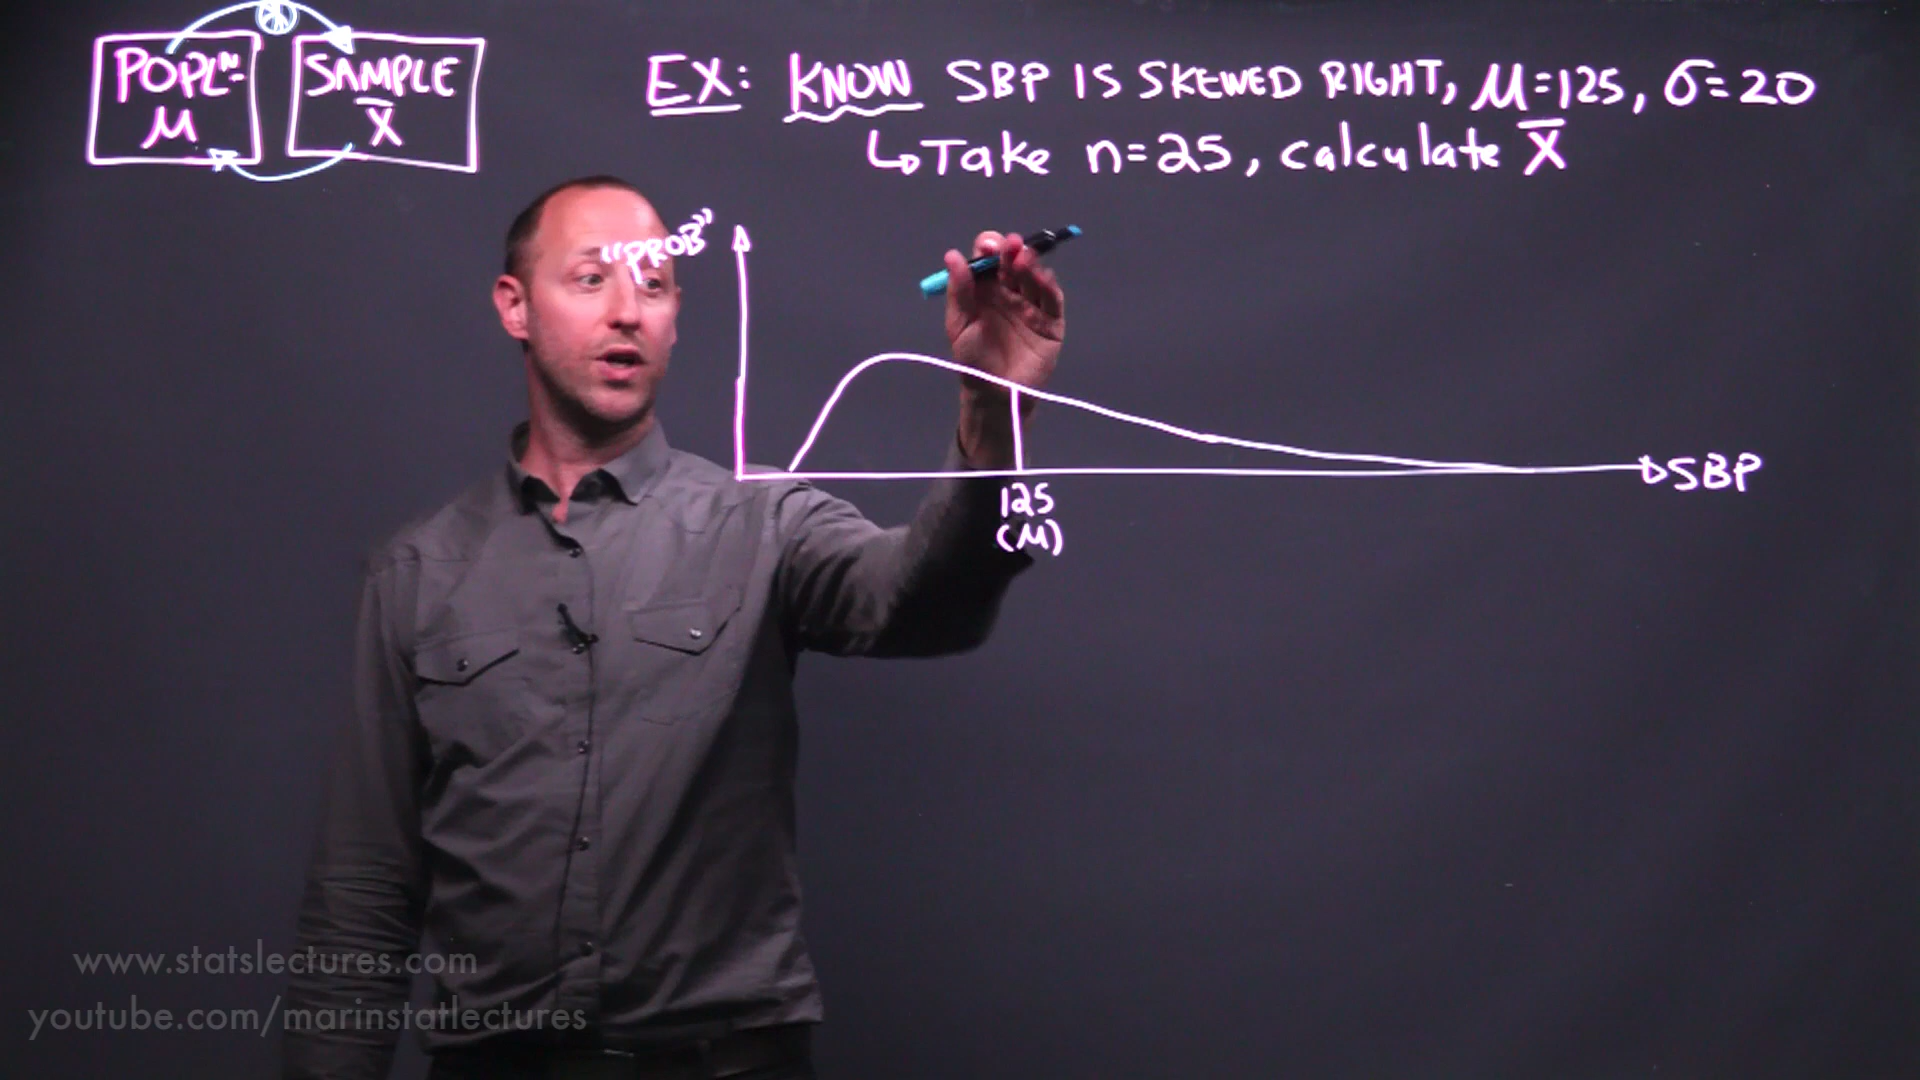 POPLᴺ
μ
SAMPLE
x̄
EX: KNOW SBP IS SKEWED RIGHT, μ=125, σ=20
↳ Take n=25, calculate x̄
"PROB"
SBP
125
(μ)
www.statslectures.com
youtube.com/marinstatlectures